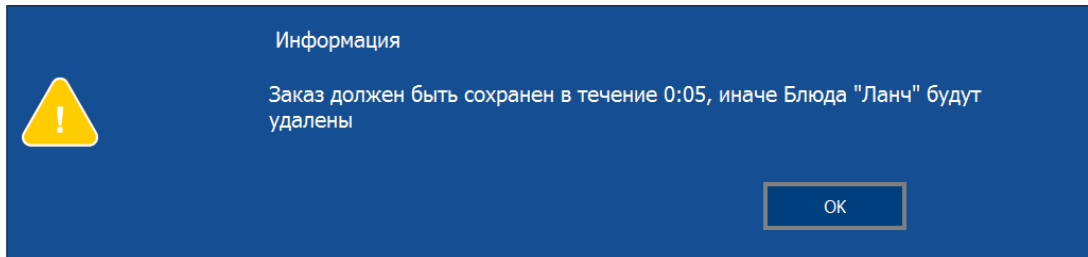 Информация
Заказ должен быть сохранен в течение 0:05, иначе Блюда "Ланч" будут
удалены
!
OK